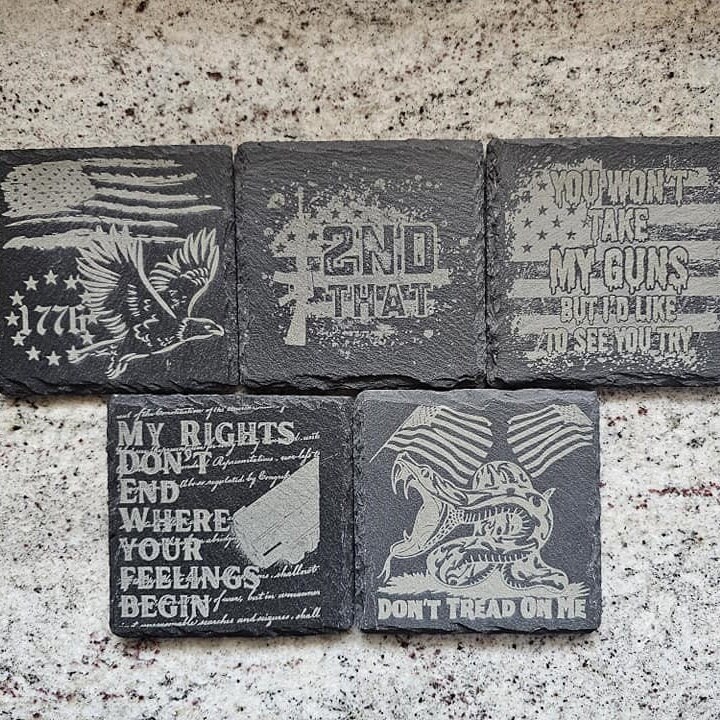 1776
2ND
THAT
YOU WON'T
TAKE
MY GUNS
BUT I'D LIKE
TO SEE YOU TRY
MY RIGHTS
DON'T
END
WHERE
YOUR
FEELINGS
BEGIN
DON'T TREAD ON ME